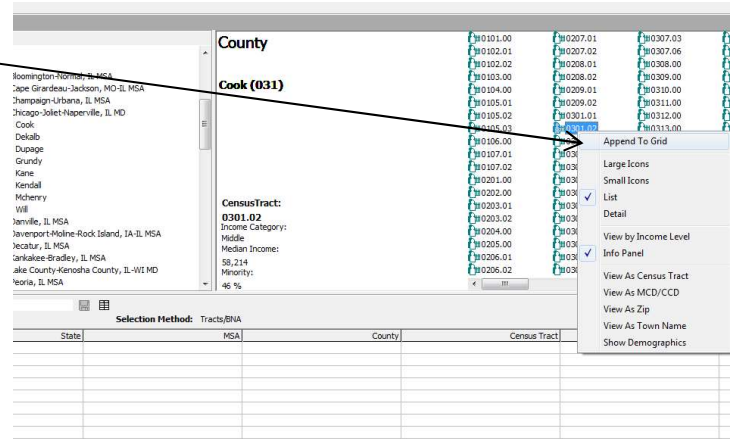 County
Cook (031)
CensusTract:
0301.02
Income Category:
Middle
Median Income:
58,214
Minority:
46 %
Bloomington-Normal, IL MSA
Cape Girardeau-Jackson, MO-IL MSA
Champaign-Urbana, IL MSA
Chicago-Joliet-Naperville, IL MD
Cook
Dekalb
Dupage
Grundy
Kane
Kendall
Mchenry
Will
Danville, IL MSA
Davenport-Moline-Rock Island, IA-IL MSA
Decatur, IL MSA
Kankakee-Bradley, IL MSA
Lake County-Kenosha County, IL-WI MD
Peoria, IL MSA
0101.00
0102.01
0102.02
0103.00
0104.00
0105.01
0105.02
0105.03
0106.00
0107.01
0107.02
0201.00
0202.00
0203.01
0203.02
0204.00
0205.00
0206.01
0206.02
0207.01
0207.02
0208.01
0208.02
0209.01
0209.02
0301.01
0301.02
0307.03
0307.06
0308.00
0309.00
0310.00
0311.00
0312.00
0313.00
Append To Grid
Large Icons
Small Icons
List
Detail
View by Income Level
Info Panel
View As Census Tract
View As MCD/CCD
View As Zip
View As Town Name
Show Demographics
Selection Method: Tracts/BNA
State MSA County Census Tract